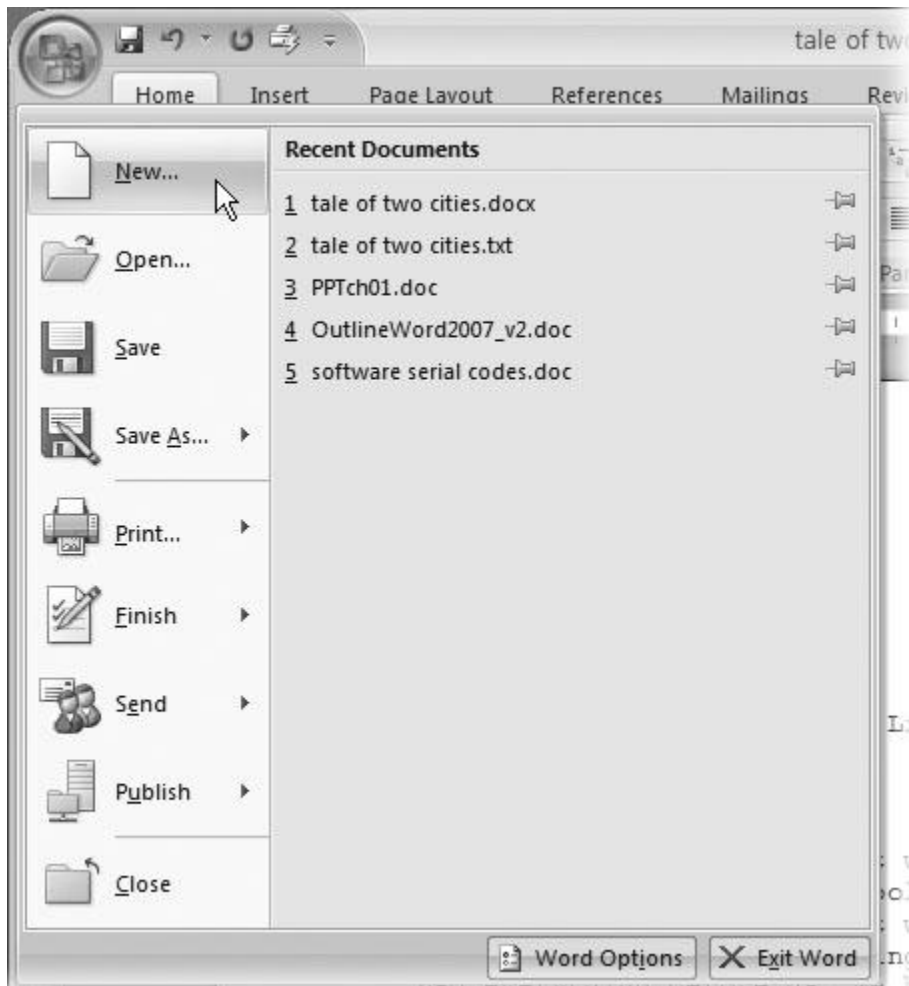 tale of tw
Home Insert Page Layout References Mailings Revi
New... Recent Documents
1 tale of two cities.docx
2 tale of two cities.txt
3 PPTch01.doc
4 OutlineWord2007_v2.doc
5 software serial codes.doc
Open...
Save
Save As...
Print...
Finish
Send
Publish
Close
Word Options Exit Word